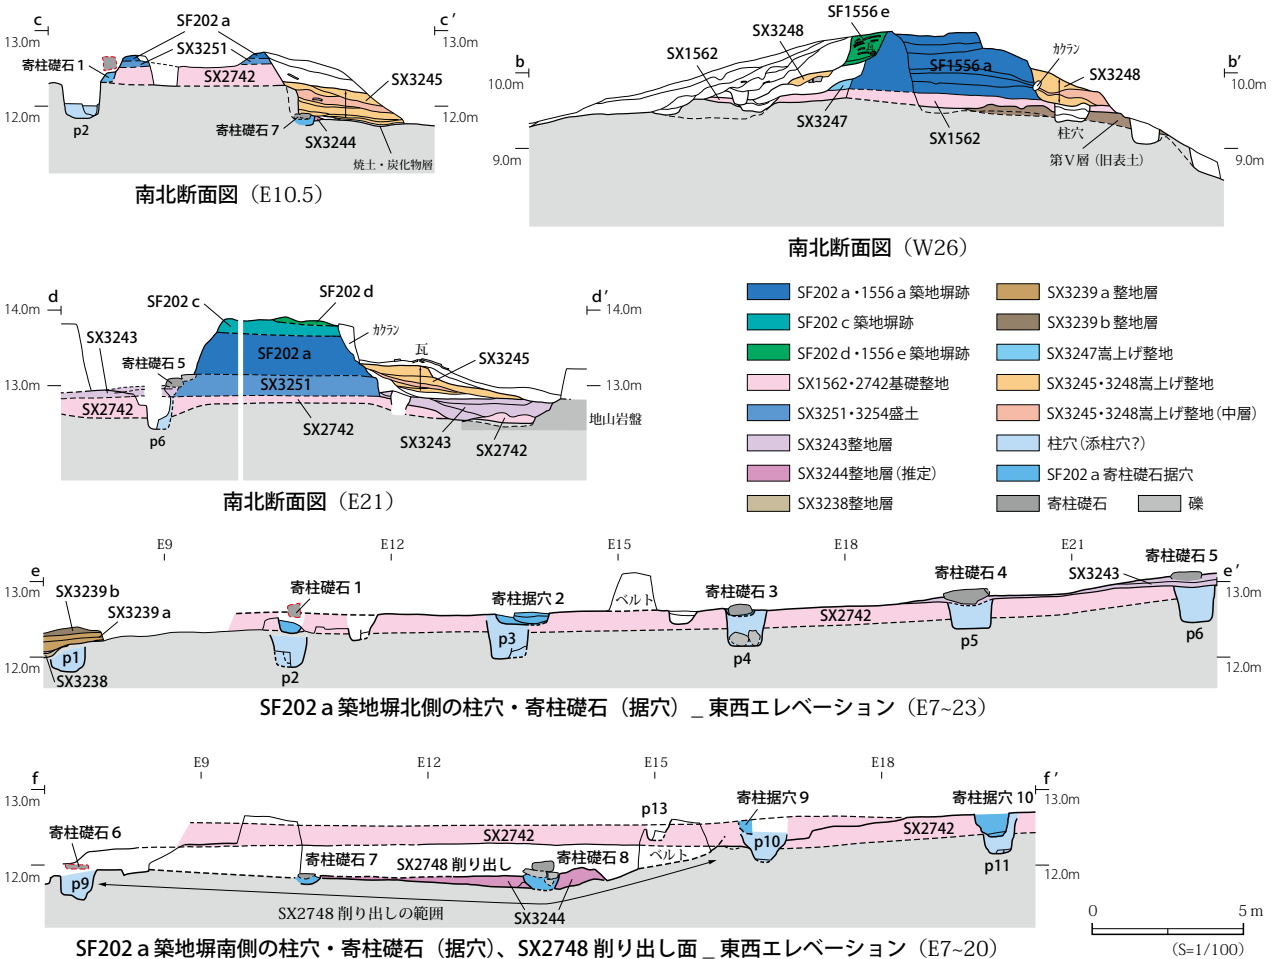 c
c′
13.0m
13.0m
12.0m
12.0m
SF202 a
SX3251
寄柱礎石 1
SX2742
SX3245
p2
寄柱礎石 7
SX3244
焼土・炭化物層
南北断面図（E10.5）
b
b′
10.0m
10.0m
9.0m
9.0m
SF1556 e
SX3248
SX1562
瓦
カクラン
SF1556 a
SX3248
SX3247
SX1562
柱穴
第Ⅴ層（旧表土）
南北断面図（W26）
d
d′
14.0m
14.0m
13.0m
13.0m
SF202 c
SF202 d
SX3243
寄柱礎石 5
カクラン
瓦
SF202 a
SX3245
SX3251
SX2742
p6
SX2742
SX3243
SX2742
地山岩盤
南北断面図（E21）
SF202 a・1556 a 築地塀跡
SF202 c 築地塀跡
SF202 d・1556 e 築地塀跡
SX1562・2742基礎整地
SX3251・3254盛土
SX3243整地層
SX3244整地層（推定）
SX3238整地層
SX3239 a 整地層
SX3239 b 整地層
SX3247嵩上げ整地
SX3245・3248嵩上げ整地
SX3245・3248嵩上げ整地（中層）
柱穴（添柱穴？）
SF202 a 寄柱礎石据穴
寄柱礎石
礫
E9
E12
E15
E18
E21
e
e′
13.0m
13.0m
12.0m
12.0m
SX3239 b
SX3239 a
p1
SX3238
寄柱礎石 1
p2
寄柱据穴 2
p3
ベルト
寄柱礎石 3
p4
SX2742
寄柱礎石 4
p5
SX3243
寄柱礎石 5
p6
SF202 a 築地塀北側の柱穴・寄柱礎石（据穴）_ 東西エレベーション（E7~23）
E9
E12
E15
E18
f
f′
13.0m
13.0m
12.0m
12.0m
寄柱礎石 6
p9
SX2742
寄柱礎石 7
SX2748 削り出し
寄柱礎石 8
p13
ベルト
寄柱据穴 9
p10
SX2742
寄柱据穴 10
p11
SX2748 削り出しの範囲
SX3244
SF202 a 築地塀南側の柱穴・寄柱礎石（据穴）、SX2748 削り出し面 _ 東西エレベーション（E7~20）
0
5 m
(S=1/100)